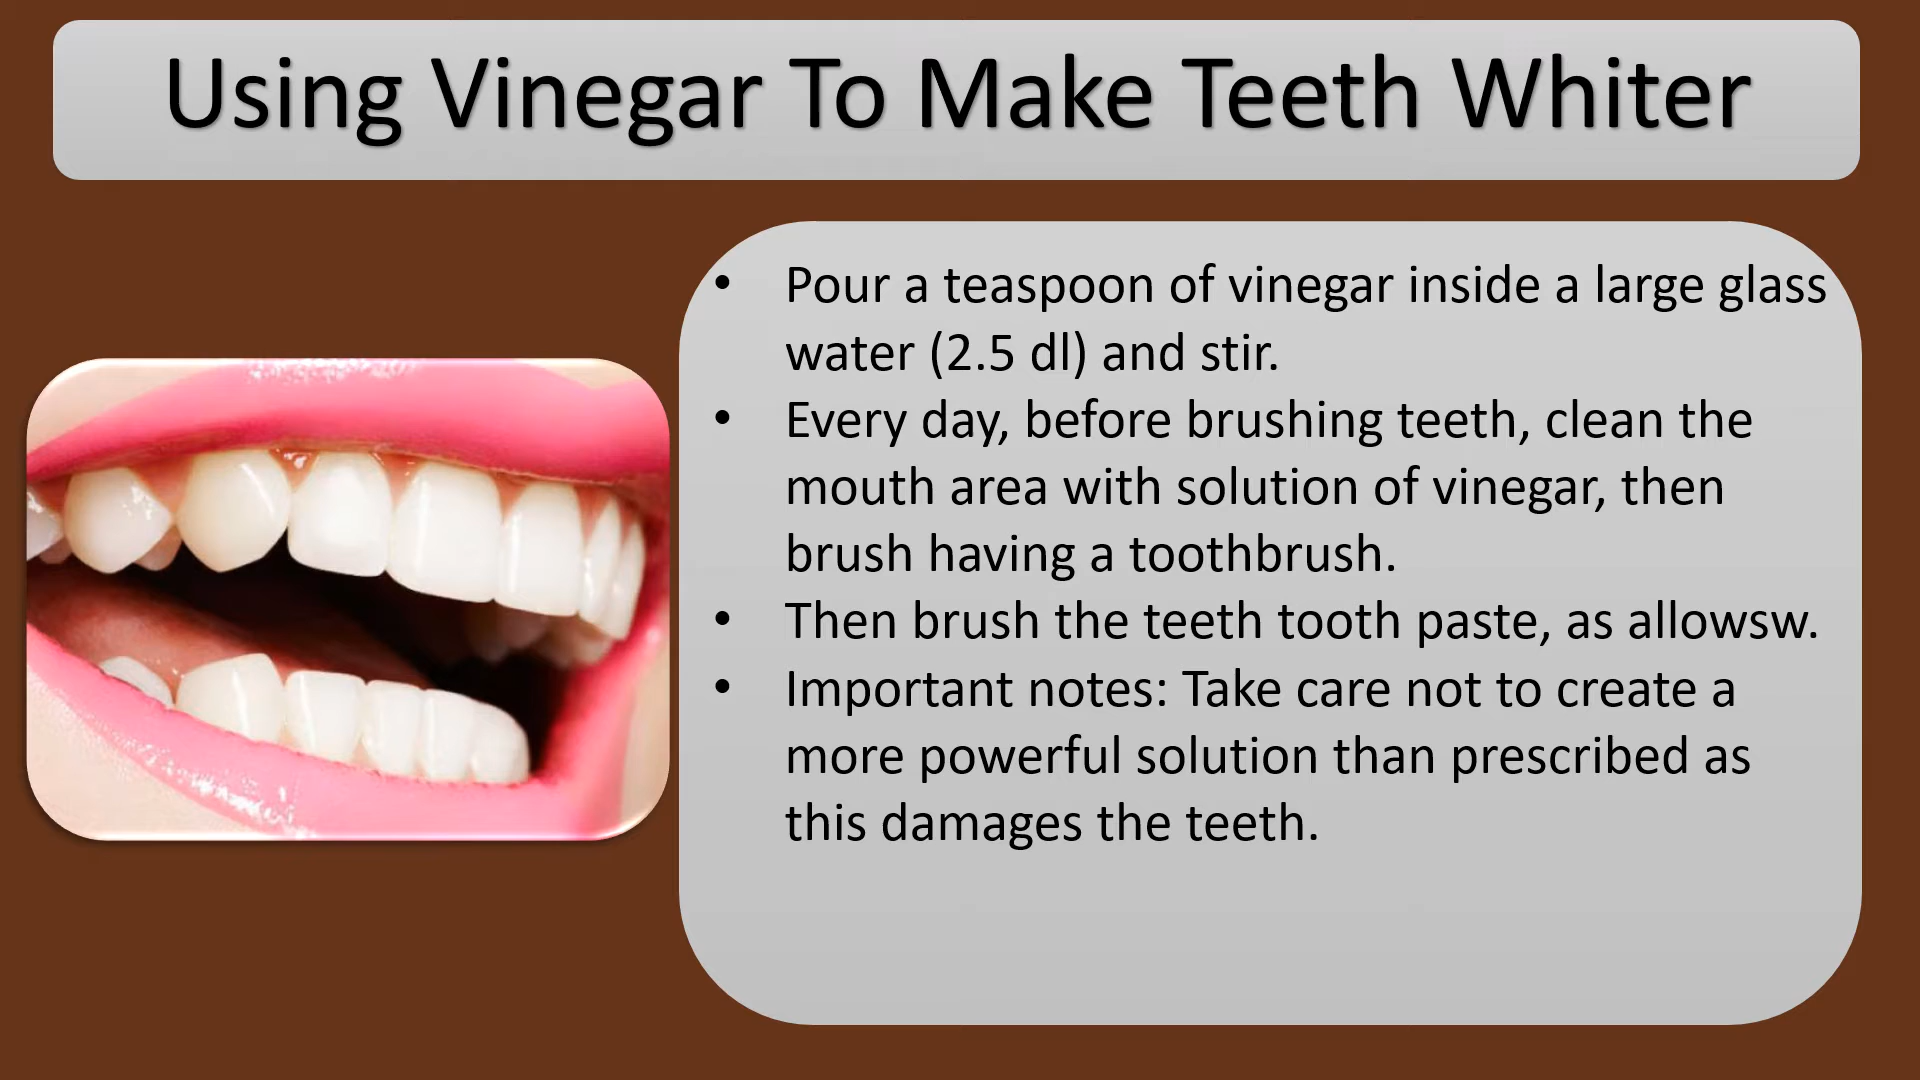 Using Vinegar To Make Teeth Whiter
• Pour a teaspoon of vinegar inside a large glass
water (2.5 dl) and stir.
• Every day, before brushing teeth, clean the
mouth area with solution of vinegar, then
brush having a toothbrush.
• Then brush the teeth tooth paste, as allowsw.
• Important notes: Take care not to create a
more powerful solution than prescribed as
this damages the teeth.